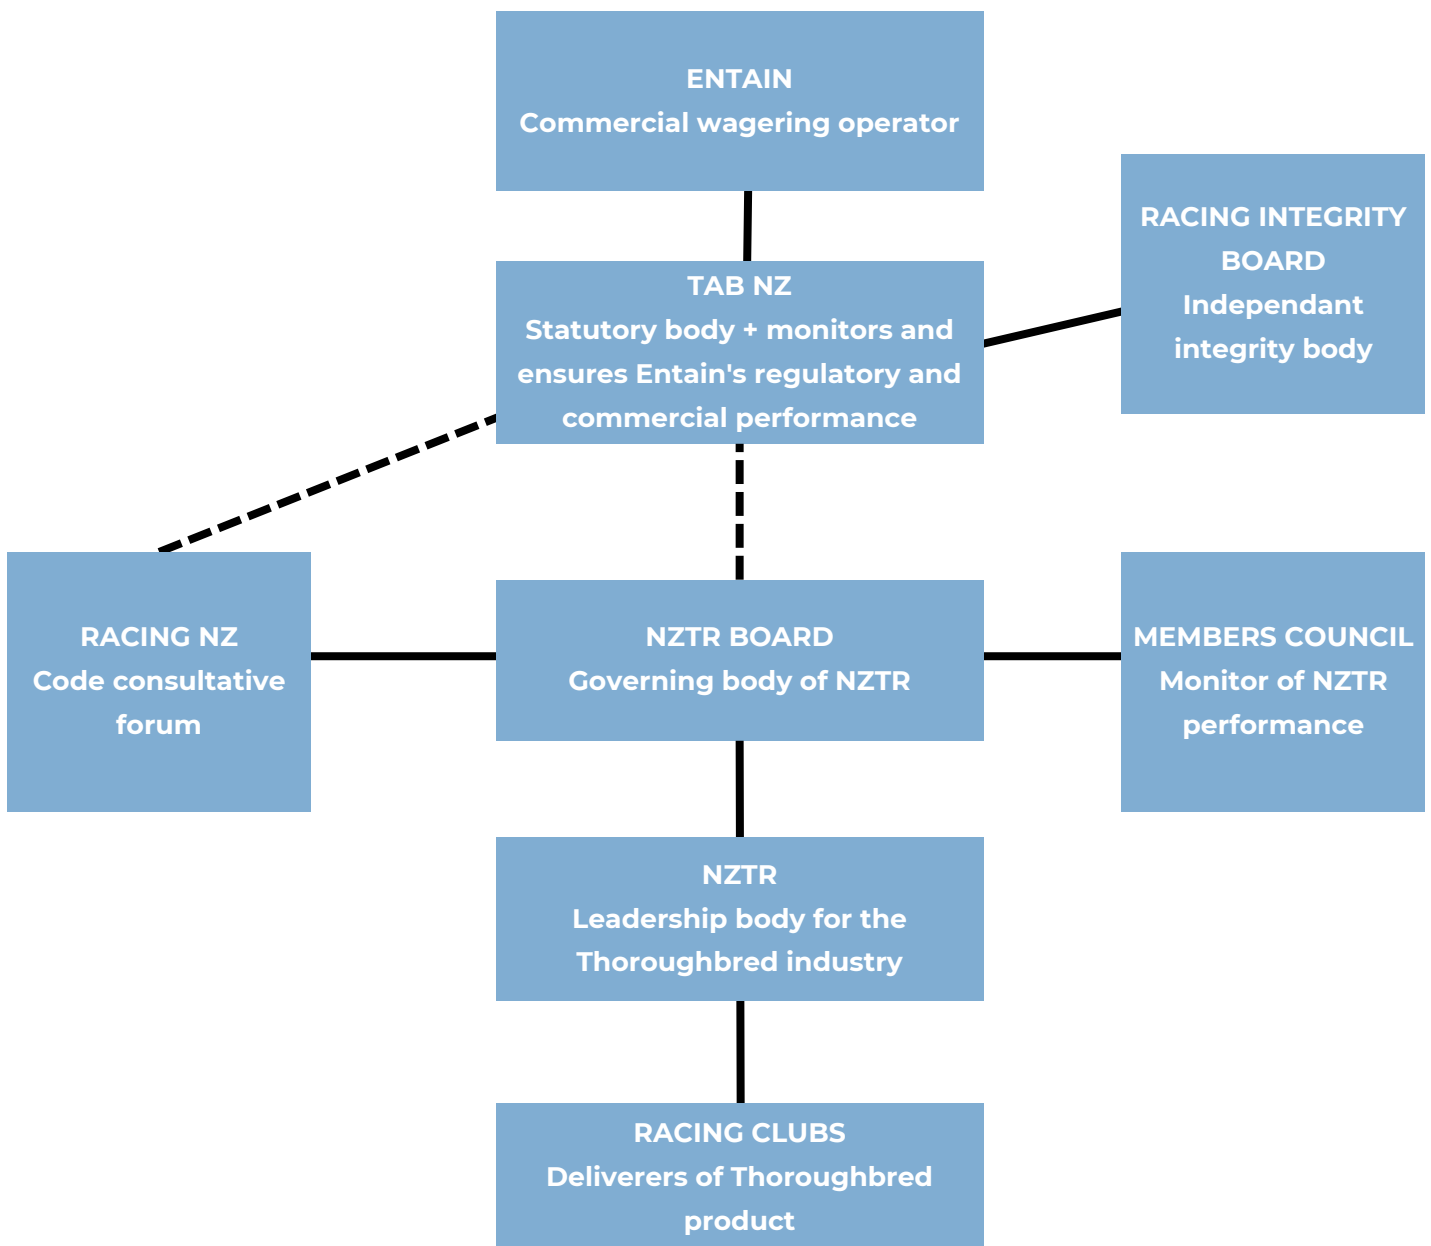 ENTAIN
Commercial wagering operator
RACING INTEGRITY
BOARD
Independant
integrity body
TAB NZ
Statutory body + monitors and
ensures Entain's regulatory and
commercial performance
RACING NZ
Code consultative
forum
NZTR BOARD
Governing body of NZTR
MEMBERS COUNCIL
Monitor of NZTR
performance
NZTR
Leadership body for the
Thoroughbred industry
RACING CLUBS
Deliverers of Thoroughbred
product